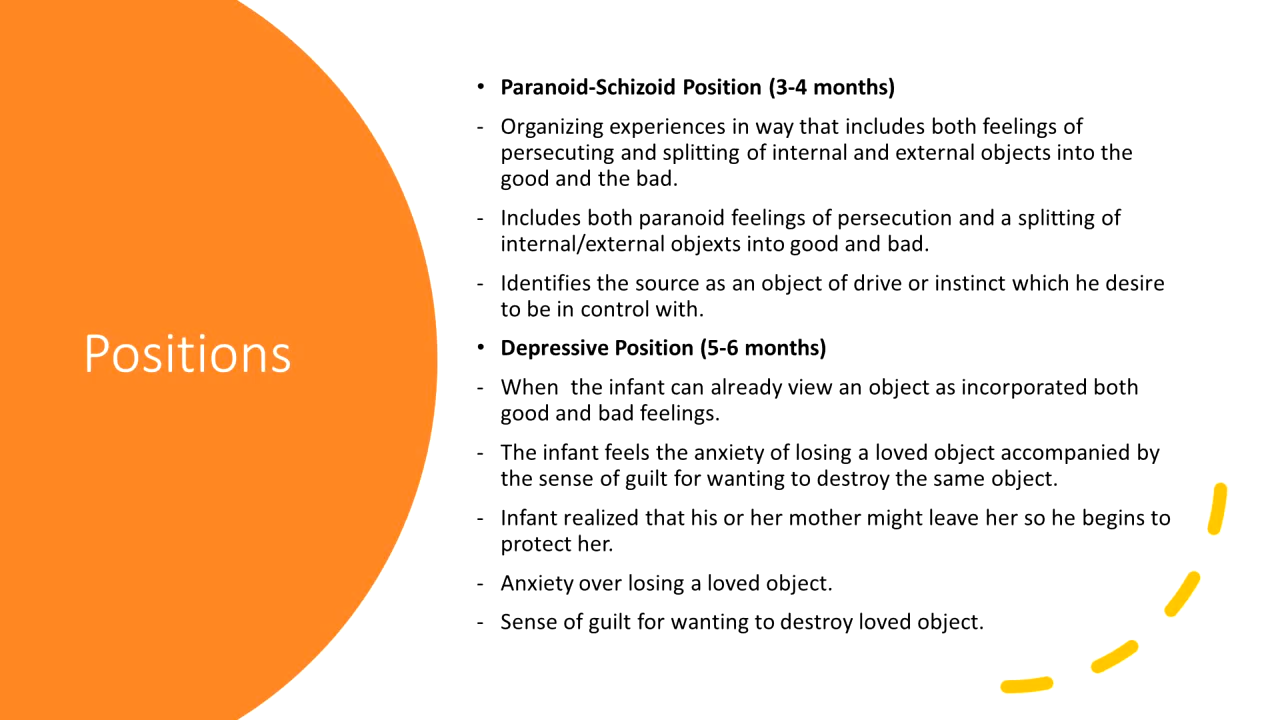 Positions
• Paranoid-Schizoid Position (3-4 months)
- Organizing experiences in way that includes both feelings of
persecuting and splitting of internal and external objects into the
good and the bad.
- Includes both paranoid feelings of persecution and a splitting of
internal/external objexts into good and bad.
- Identifies the source as an object of drive or instinct which he desire
to be in control with.
• Depressive Position (5-6 months)
- When  the infant can already view an object as incorporated both
good and bad feelings.
- The infant feels the anxiety of losing a loved object accompanied by
the sense of guilt for wanting to destroy the same object.
- Infant realized that his or her mother might leave her so he begins to
protect her.
- Anxiety over losing a loved object.
- Sense of guilt for wanting to destroy loved object.